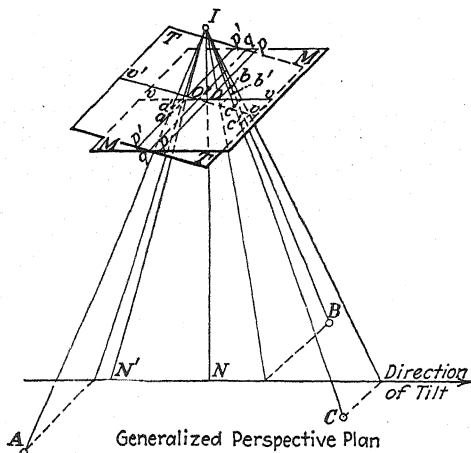 I
T
p' q p
M
v'
v
o' o
b b'
v
a
a'
c
c'
v'
p'
q p
M
T
B
N'
N
Direction
of Tilt
C
A
Generalized Perspective Plan